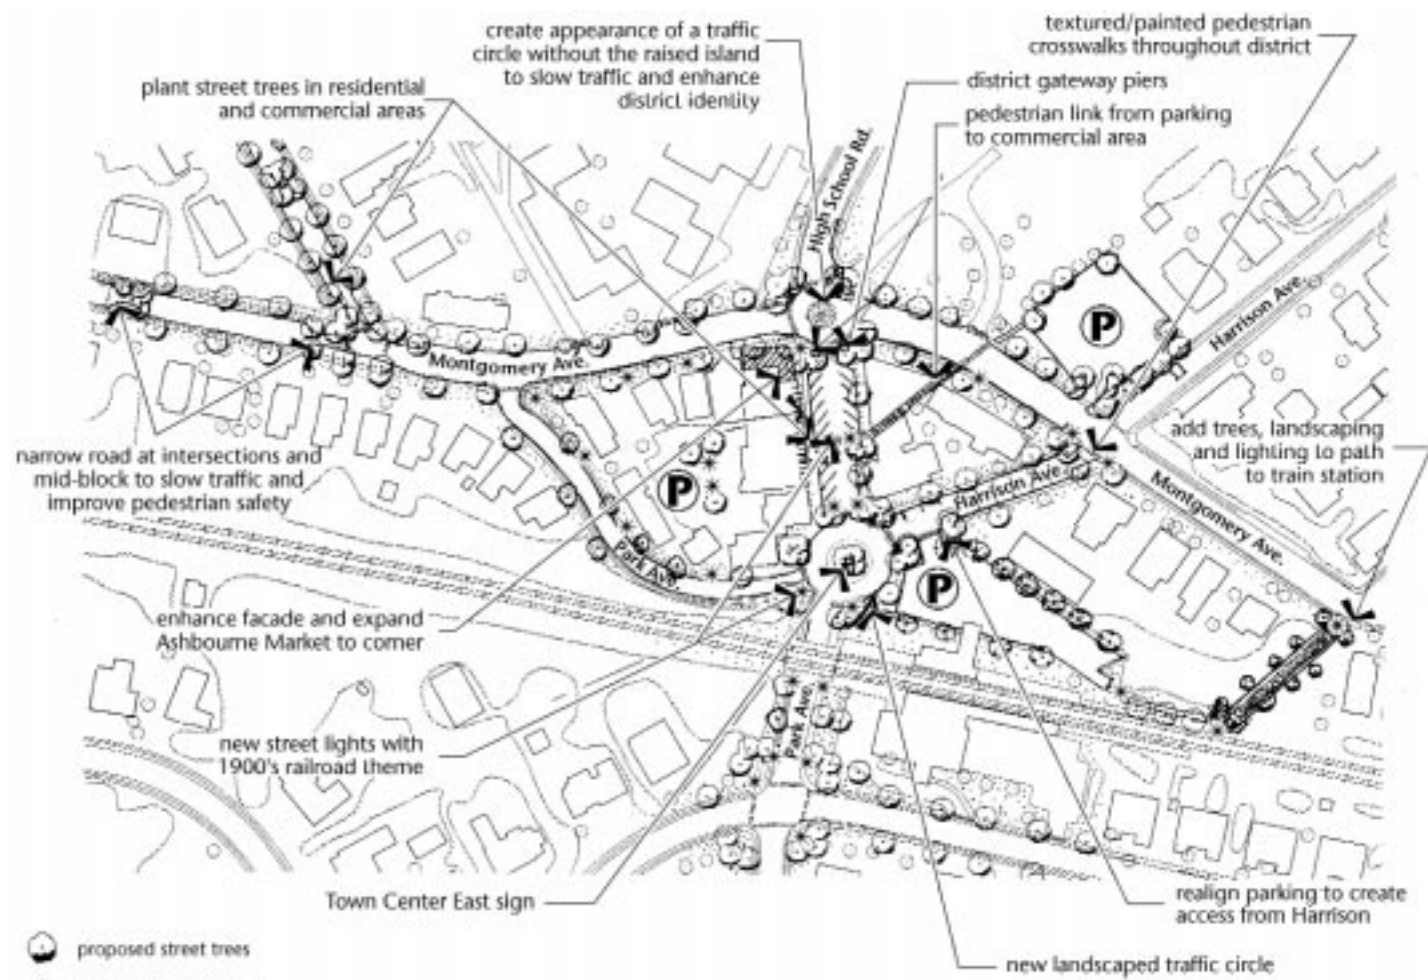 create appearance of a traffic
circle without the raised island
to slow traffic and enhance
district identity
textured/painted pedestrian
crosswalks throughout district
plant street trees in residential
and commercial areas
district gateway piers
pedestrian link from parking
to commercial area
High School Rd.
Harrison Ave.
P
Montgomery Ave.
narrow road at intersections and
mid-block to slow traffic and
improve pedestrian safety
add trees, landscaping
and lighting to path
to train station
P
Harrison Ave.
Montgomery Ave.
Park Ave.
P
enhance facade and expand
Ashbourne Market to corner
Park Ave.
new street lights with
1900's railroad theme
Town Center East sign
realign parking to create
access from Harrison
proposed street trees
new landscaped traffic circle